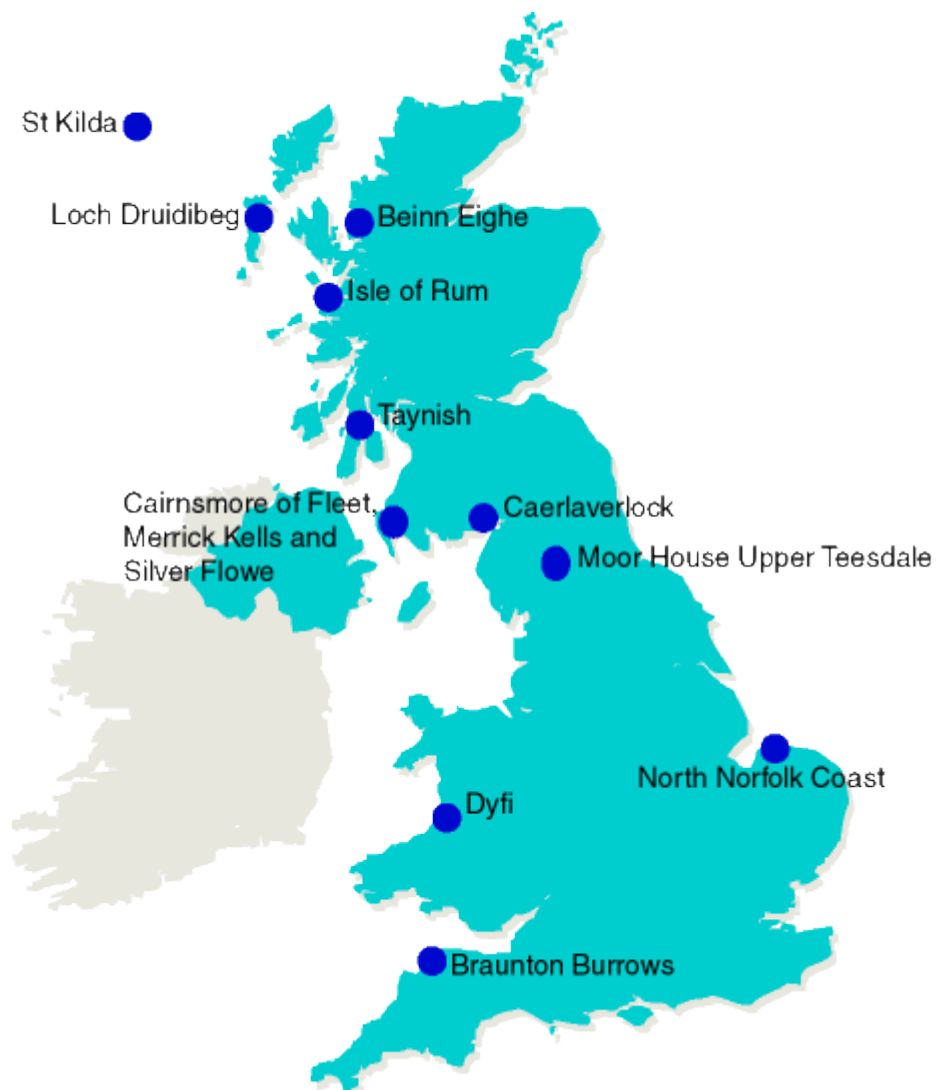 St Kilda
Loch Druidibeg
Beinn Eighe
Isle of Rum
Taynish
Cairnsmore of Fleet,
Merrick Kells and
Silver Flowe
Caerlaverlock
Moor House Upper Teesdale
North Norfolk Coast
Dyfi
Braunton Burrows